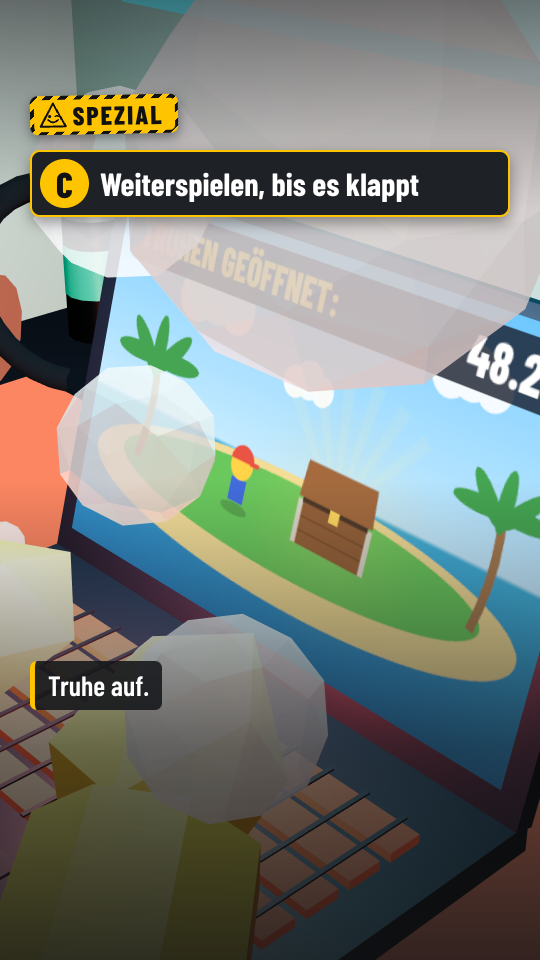 SPEZIAL
C Weiterspielen, bis es klappt
GEÖFFNET:
48.2
Truhe auf.